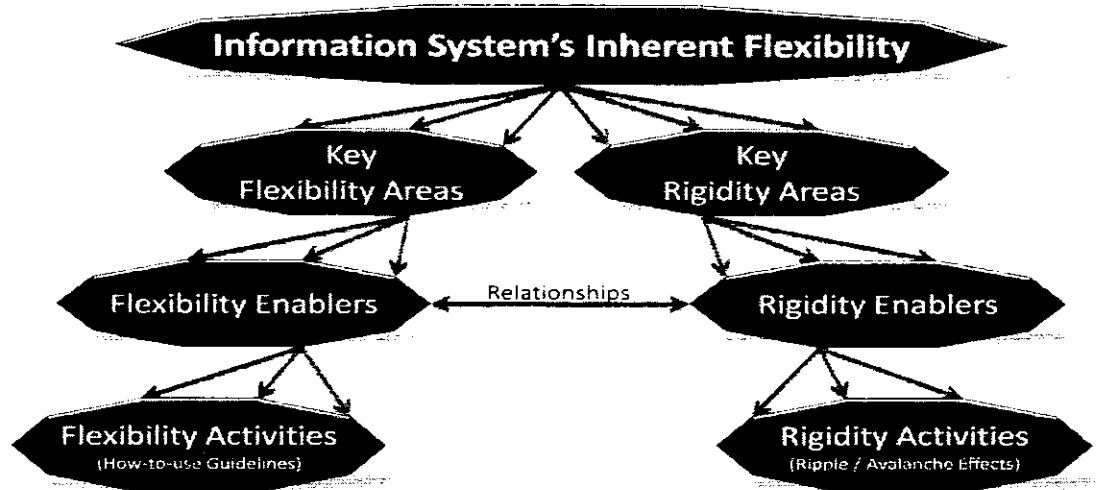 Information System's Inherent Flexibility
Key
Flexibility Areas
Key
Rigidity Areas
Flexibility Enablers
Relationships
Rigidity Enablers
Flexibility Activities
(How-to-use Guidelines)
Rigidity Activities
(Ripple / Avalanche Effects)